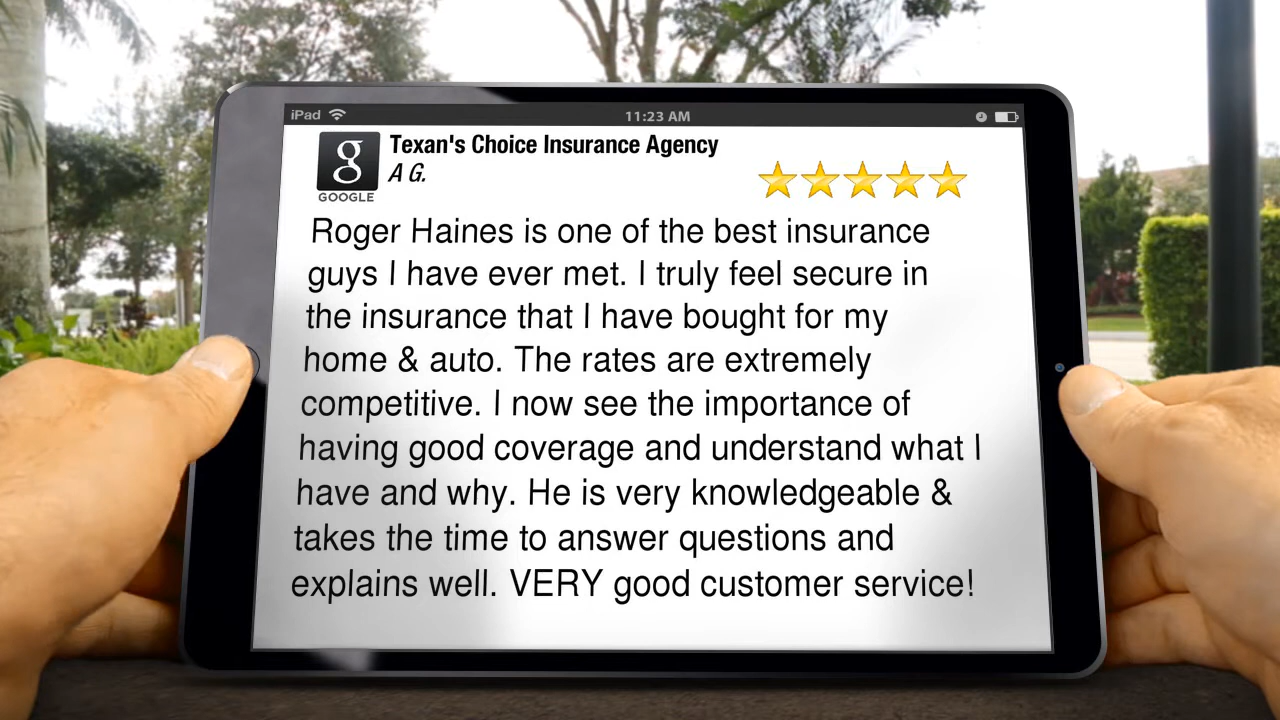 iPad
11:23 AM
g
GOOGLE
Texan's Choice Insurance Agency
A G.
Roger Haines is one of the best insurance
guys I have ever met. I truly feel secure in
the insurance that I have bought for my
home & auto. The rates are extremely
competitive. I now see the importance of
having good coverage and understand what I
have and why. He is very knowledgeable &
takes the time to answer questions and
explains well. VERY good customer service!